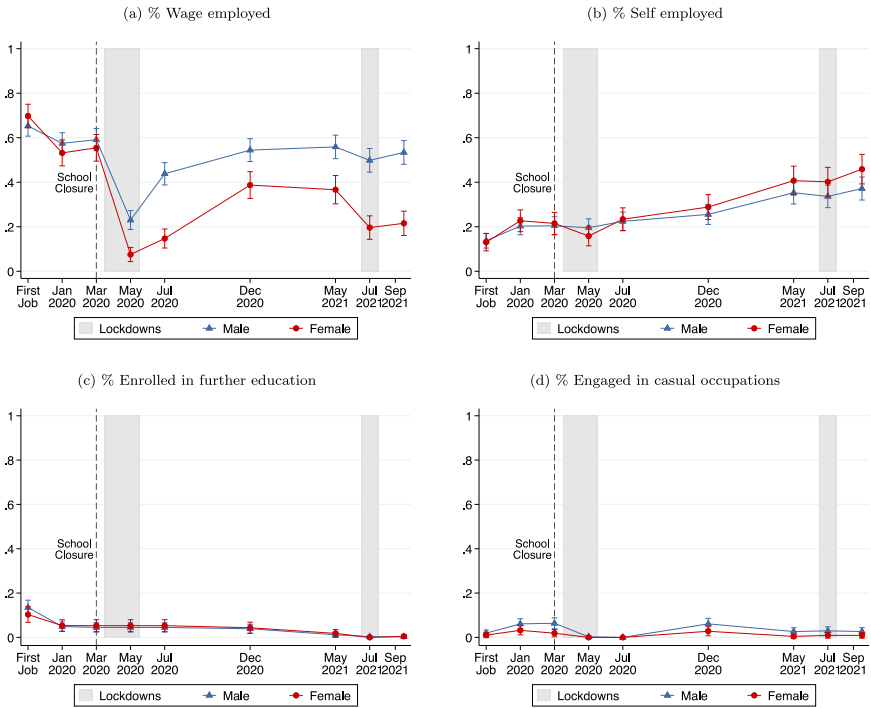 (a) % Wage employed
1
.8
.6
.4
.2
0
School
Closure
First Job
Jan 2020
Mar 2020
May 2020
Jul 2020
Dec 2020
May 2021
Jul 2021
Sep 2021
Lockdowns Male Female
(b) % Self employed
1
.8
.6
.4
.2
0
School
Closure
First Job
Jan 2020
Mar 2020
May 2020
Jul 2020
Dec 2020
May 2021
Jul 2021
Sep 2021
Lockdowns Male Female
(c) % Enrolled in further education
1
.8
.6
.4
.2
0
School
Closure
First Job
Jan 2020
Mar 2020
May 2020
Jul 2020
Dec 2020
May 2021
Jul 2021
Sep 2021
Lockdowns Male Female
(d) % Engaged in casual occupations
1
.8
.6
.4
.2
0
School
Closure
First Job
Jan 2020
Mar 2020
May 2020
Jul 2020
Dec 2020
May 2021
Jul 2021
Sep 2021
Lockdowns Male Female